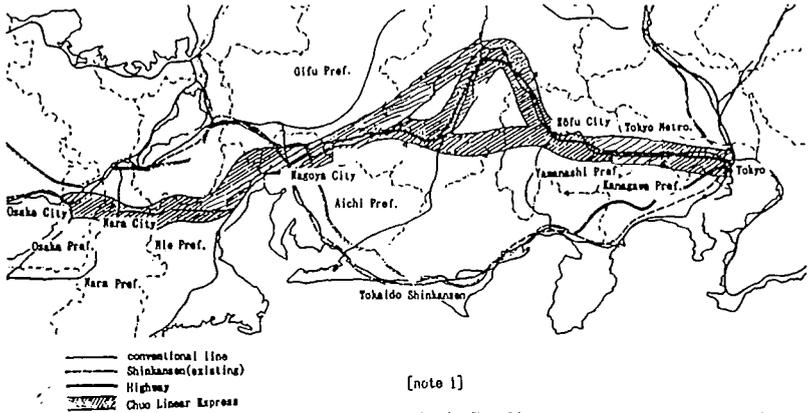 Gifu Pref.
Kōfu City
Tokyo Metro.
Nagoya City
Yamanashi Pref.
Kanagawa Pref.
Tokyo
Aichi Pref.
Osaka City
Nara City
Osaka Pref.
Mie Pref.
Nara Pref.
Tokaido Shinkansen
conventional line
Shinkansen(existing)
Highway
Chuo Linear Express
[note 1]